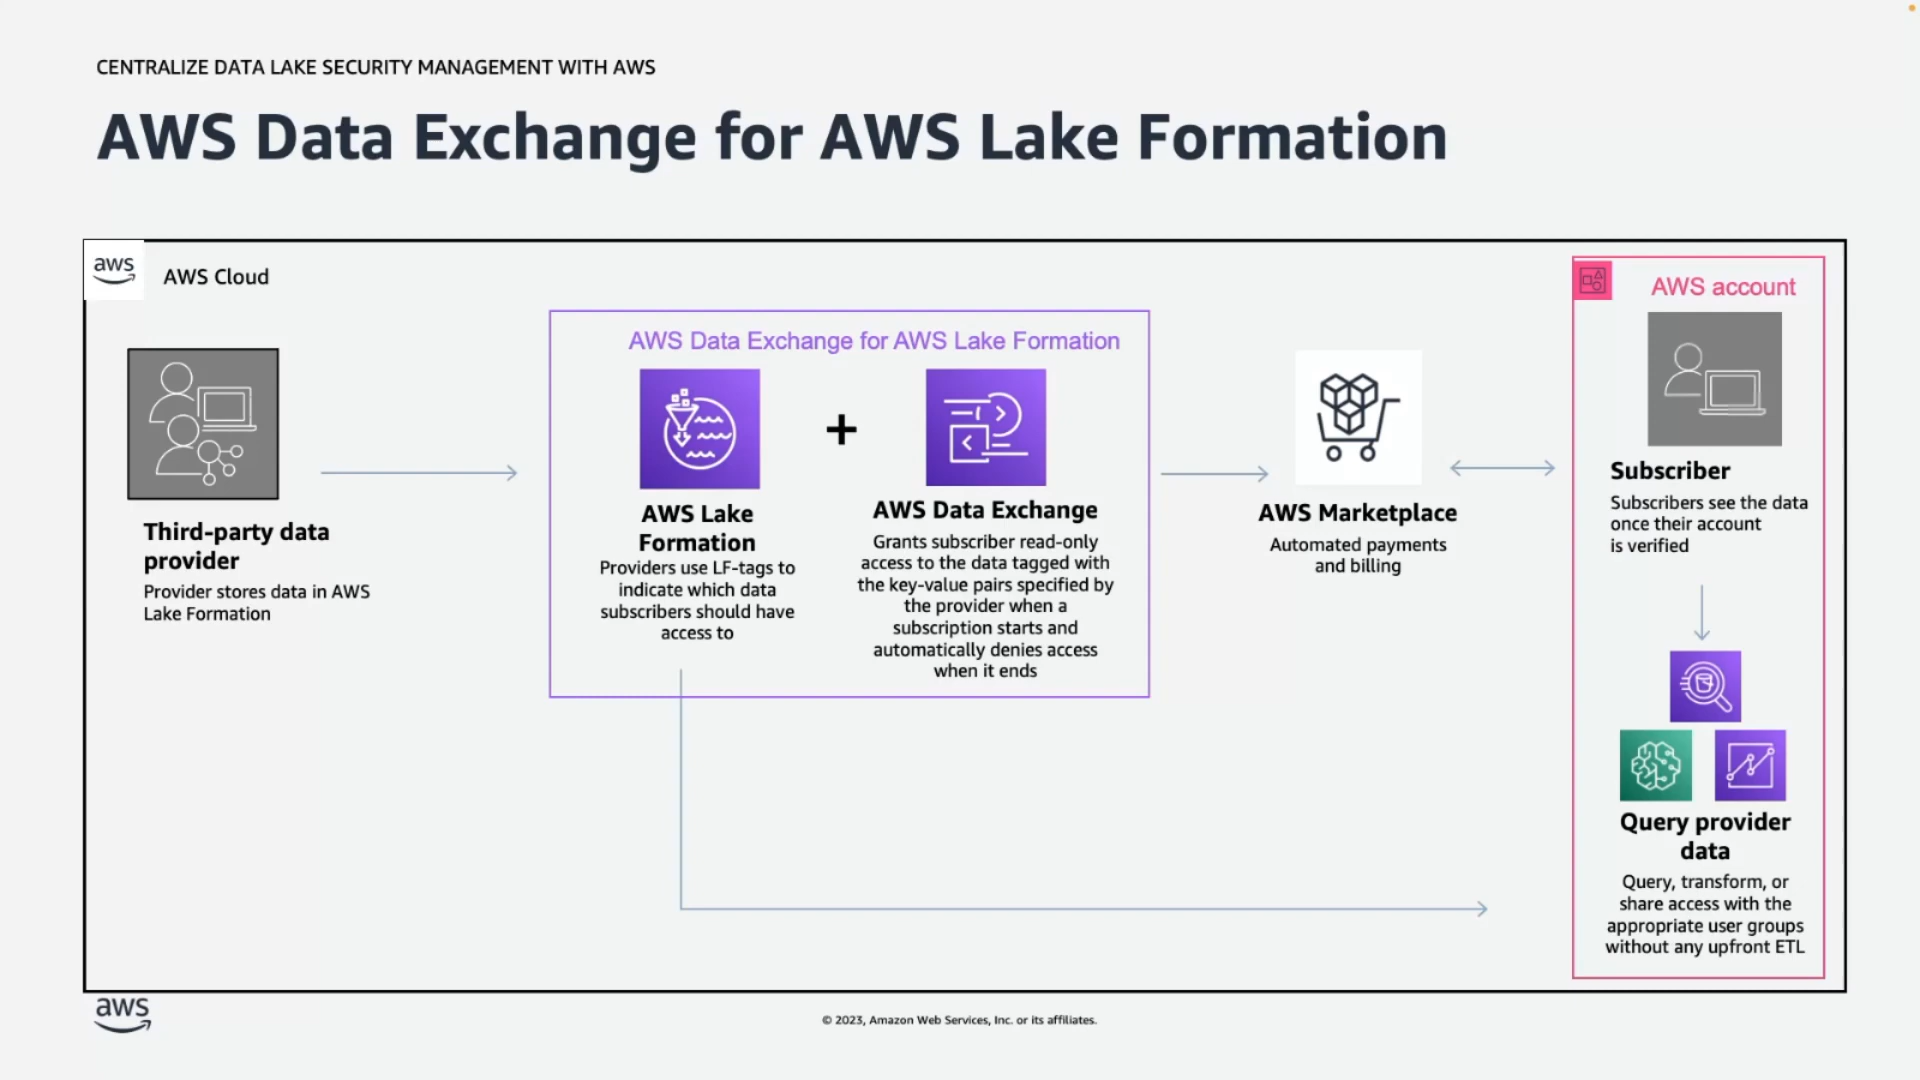 CENTRALIZE DATA LAKE SECURITY MANAGEMENT WITH AWS
AWS Data Exchange for AWS Lake Formation
aws
AWS Cloud
Third-party data
provider
Provider stores data in AWS
Lake Formation
AWS Data Exchange for AWS Lake Formation
AWS Lake
Formation
Providers use LF-tags to
indicate which data
subscribers should have
access to
+
AWS Data Exchange
Grants subscriber read-only
access to the data tagged with
the key-value pairs specified by
the provider when a
subscription starts and
automatically denies access
when it ends
AWS Marketplace
Automated payments
and billing
AWS account
Subscriber
Subscribers see the data
once their account
is verified
Query provider
data
Query, transform, or
share access with the
appropriate user groups
without any upfront ETL
aws
© 2023, Amazon Web Services, Inc. or its affiliates.